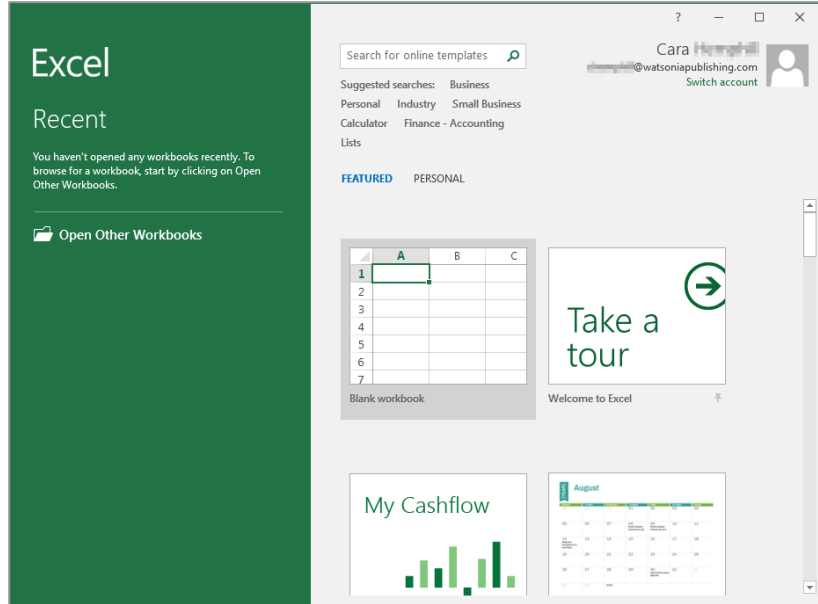 Excel
Recent
You haven't opened any workbooks recently. To
browse for a workbook, start by clicking on Open
Other Workbooks.
Open Other Workbooks
?
Search for online templates
Cara
@watsoniapublishing.com
Switch account
Suggested searches: Business
Personal Industry Small Business
Calculator Finance - Accounting
Lists
FEATURED PERSONAL
A B C
1
2
3
4
5
6
7
Blank workbook
Take a
tour
Welcome to Excel
My Cashflow
August